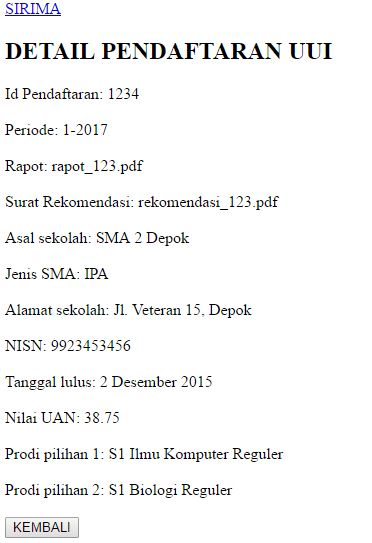 SIRIMA
DETAIL PENDAFTARAN UUI
Id Pendaftaran: 1234
Periode: 1-2017
Rapot: rapot_123.pdf
Surat Rekomendasi: rekomendasi_123.pdf
Asal sekolah: SMA 2 Depok
Jenis SMA: IPA
Alamat sekolah: Jl. Veteran 15, Depok
NISN: 9923453456
Tanggal lulus: 2 Desember 2015
Nilai UAN: 38.75
Prodi pilihan 1: S1 Ilmu Komputer Reguler
Prodi pilihan 2: S1 Biologi Reguler
KEMBALI